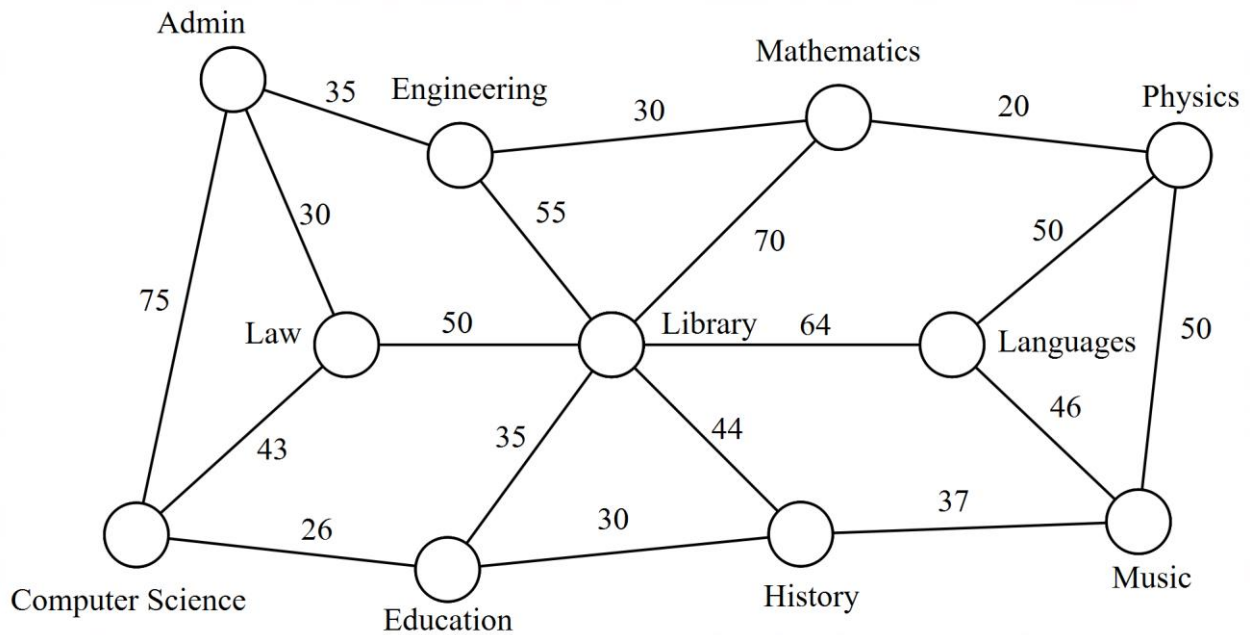 Admin
Mathematics
35
Engineering
30
20
Physics
30
55
70
50
75
Law
50
Library
64
Languages
50
43
35
44
46
26
30
37
Computer Science
Education
History
Music